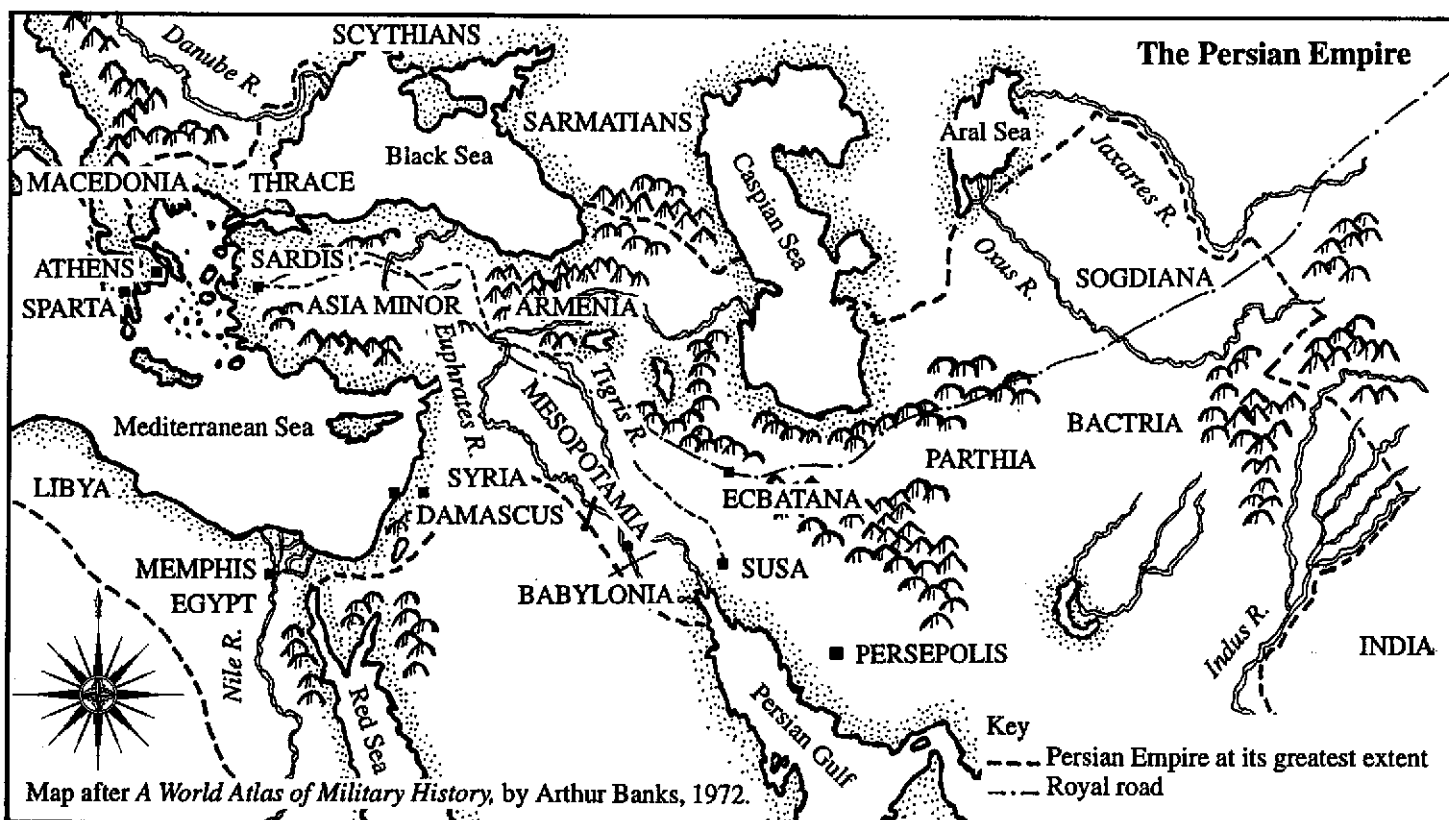 The Persian Empire
SCYTHIANS
Danube R.
SARMATIANS
Black Sea
Caspian Sea
Aral Sea
Jaxartes R.
MACEDONIA
THRACE
ATHENS
SPARTA
SARDIS
ASIA MINOR
ARMENIA
Oxus R.
SOGDIANA
Euphrates R.
Tigris R.
MESOPOTAMIA
Mediterranean Sea
BACTRIA
PARTHIA
LIBYA
SYRIA
DAMASCUS
ECBATANA
MEMPHIS
EGYPT
BABYLONIA
SUSA
PERSEPOLIS
Nile R.
Red Sea
Persian Gulf
Indus R.
INDIA
Key
Persian Empire at its greatest extent
Royal road
Map after A World Atlas of Military History, by Arthur Banks, 1972.